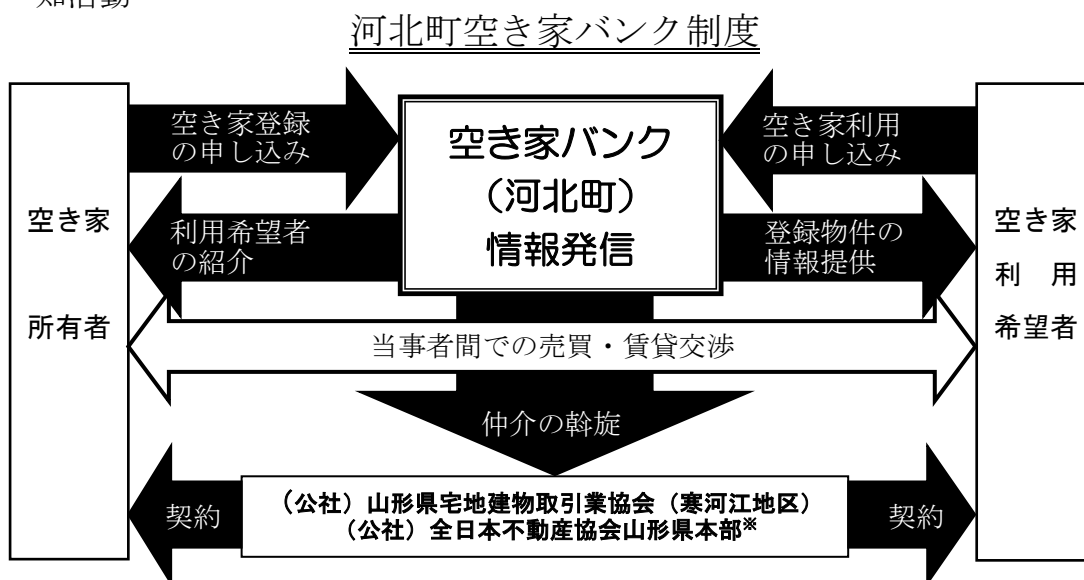 知活動
河北町空き家バンク制度
空き家登録
の申し込み
空き家バンク
（河北町）
情報発信
空き家利用
の申し込み
空き家
所有者
利用希望者
の紹介
登録物件の
情報提供
空き家
利　用
希望者
当事者間での売買・賃貸交渉
仲介の斡旋
契約
（公社）山形県宅地建物取引業協会（寒河江地区）
（公社）全日本不動産協会山形県本部※
契約